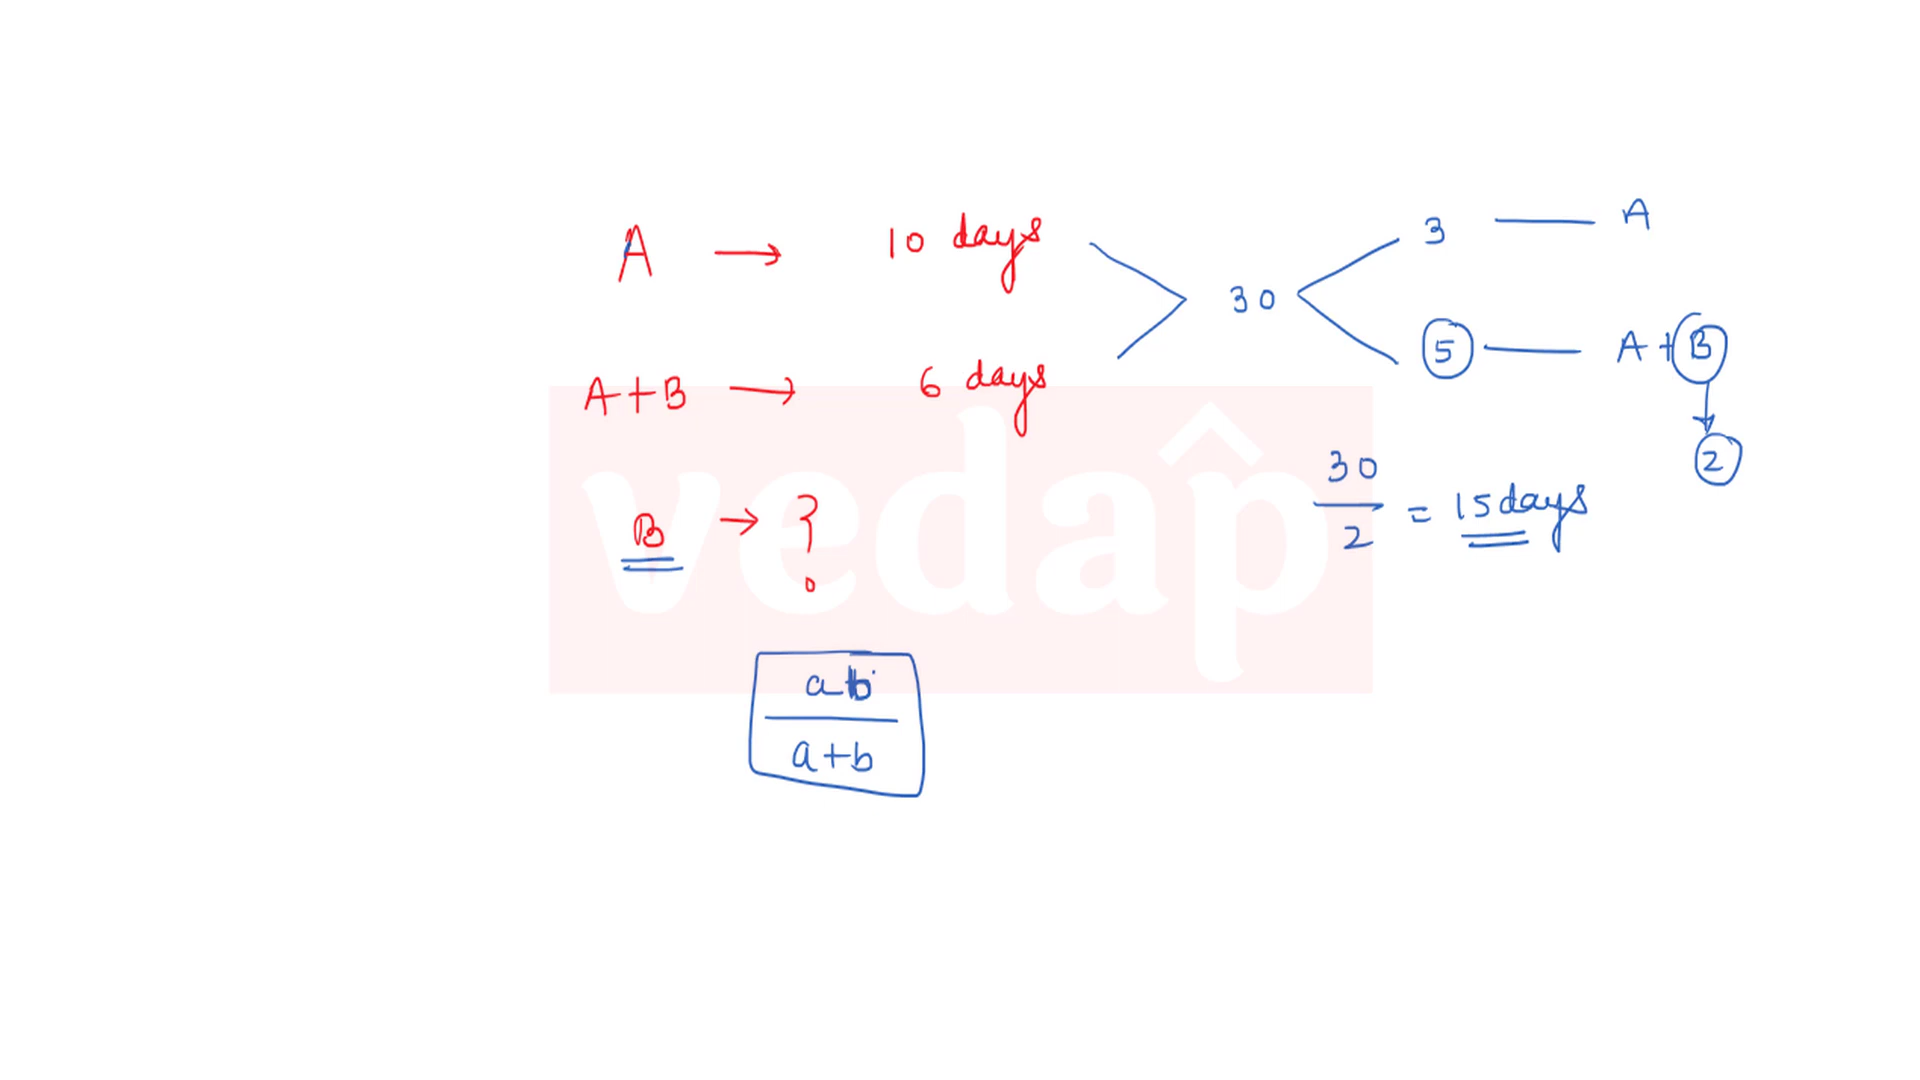 A → 10 days 30 3 — A
A+B → 6 days 5 — A+B
2
B → ?
30/2 = 15 days
ab
a+b
vedap